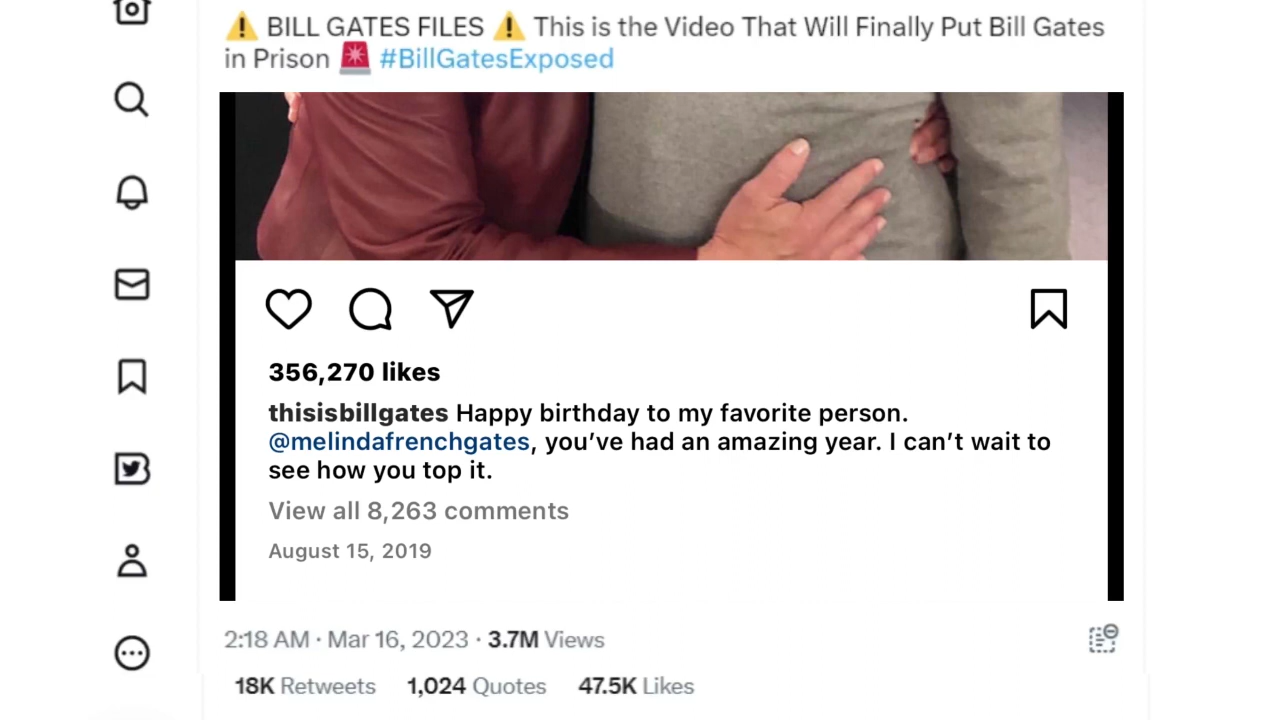 ⚠️ BILL GATES FILES ⚠️ This is the Video That Will Finally Put Bill Gates
in Prison 🚨 #BillGatesExposed
356,270 likes
thisisbillgates Happy birthday to my favorite person.
@melindafrenchgates, you’ve had an amazing year. I can’t wait to
see how you top it.
View all 8,263 comments
August 15, 2019
2:18 AM · Mar 16, 2023 · 3.7M Views
18K Retweets 1,024 Quotes 47.5K Likes